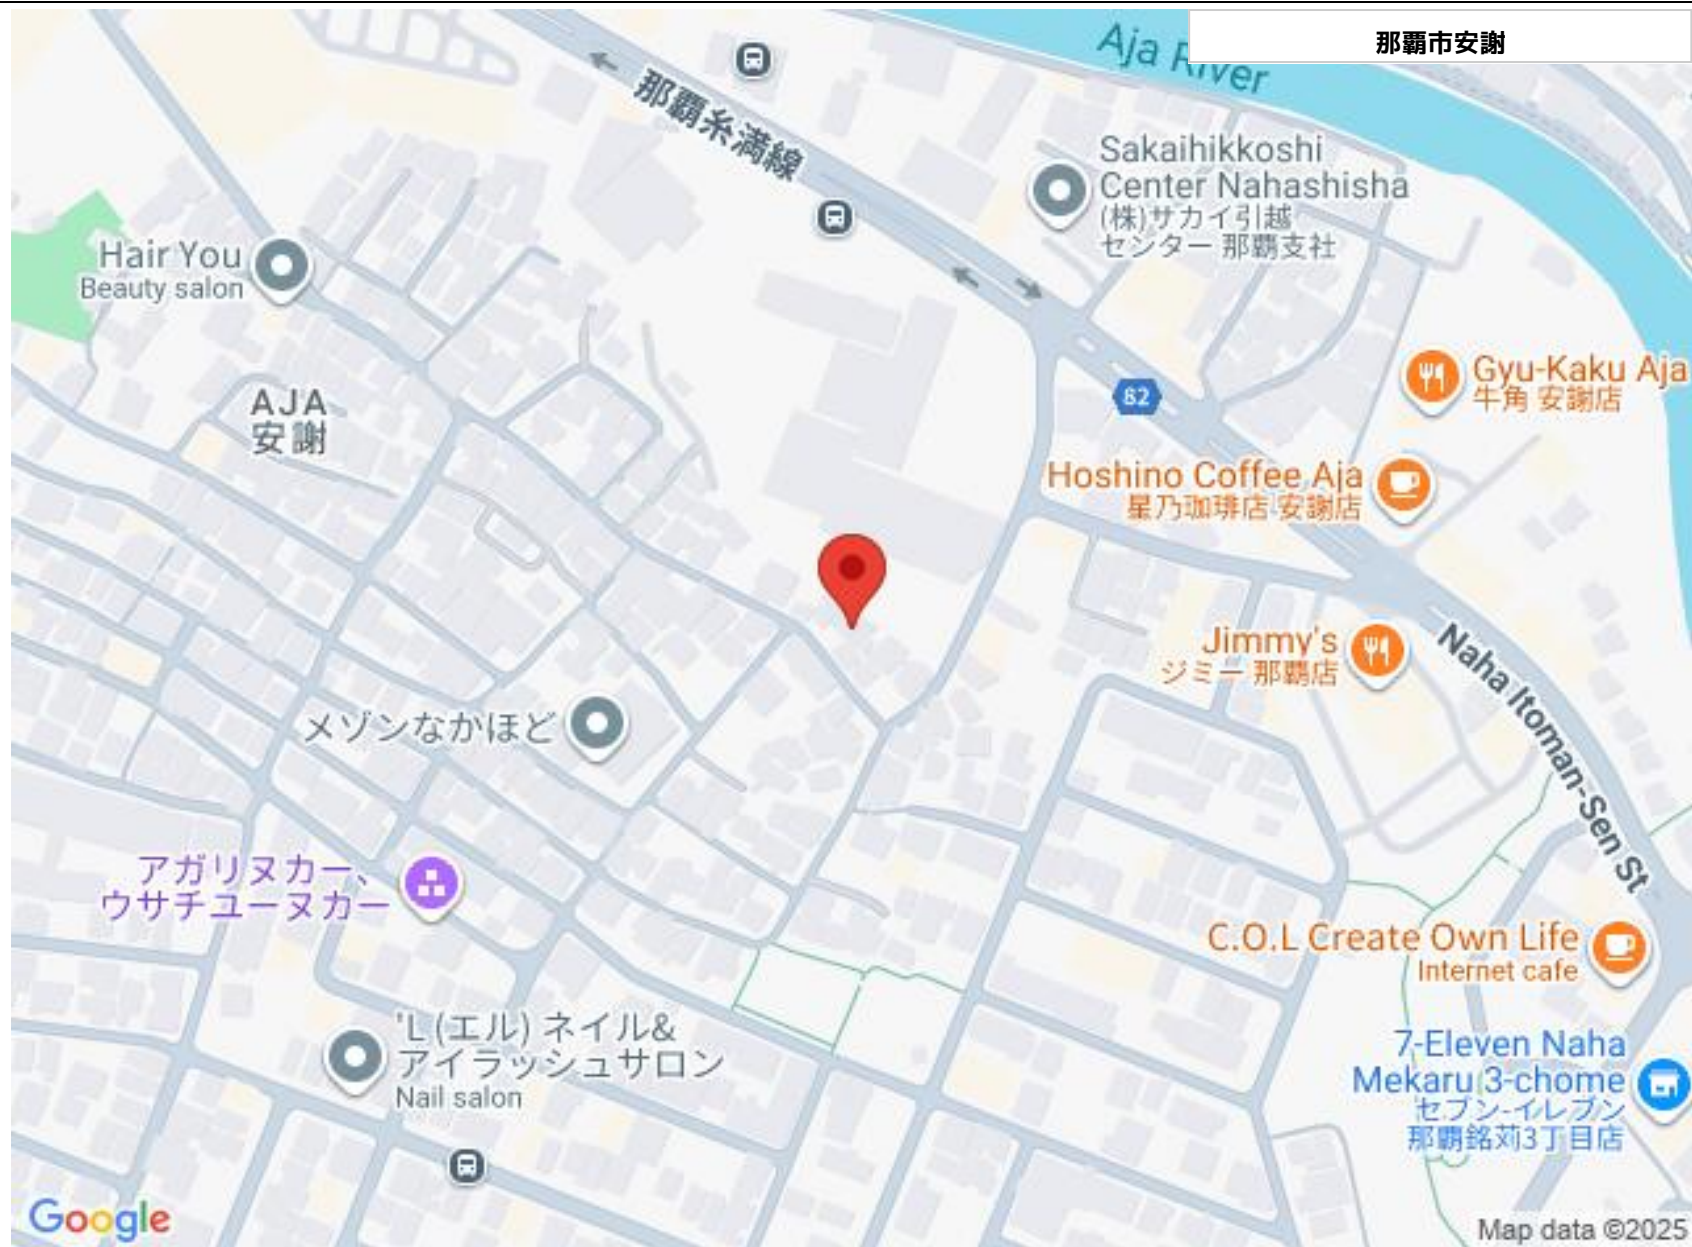 那覇市安謝
Aja River
那覇糸満線
Sakaihikkoshi
Center Nahashisha
(株)サカイ引越
センター 那覇支社
Hair You
Beauty salon
AJA
安謝
82
Gyu-Kaku Aja
牛角 安謝店
Hoshino Coffee Aja
星乃珈琲店 安謝店
Jimmy's
ジミー 那覇店
Naha Itoman-Sen St
メゾンなかほど
アガリヌカー、
ウサチユーヌカー
C.O.L Create Own Life
Internet cafe
'L (エル) ネイル&
アイラッシュサロン
Nail salon
7-Eleven Naha
Mekaru 3-chome
セブン-イレブン
那覇銘苅3丁目店
Google
Map data ©2025